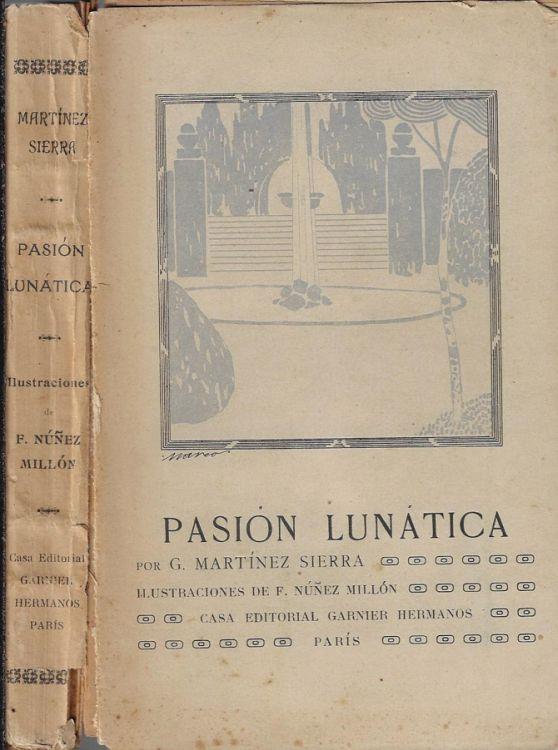 MARTÍNEZ
SIERRA
PASIÓN
LUNÁTICA
Ilustraciones
de
F. NÚÑEZ
MILLÓN
Casa Editorial
GARNIER
HERMANOS
PARÍS
Marco.
PASIÓN LUNÁTICA
POR G. MARTÍNEZ SIERRA
ILUSTRACIONES DE F. NÚÑEZ MILLÓN
CASA EDITORIAL GARNIER HERMANOS
PARÍS